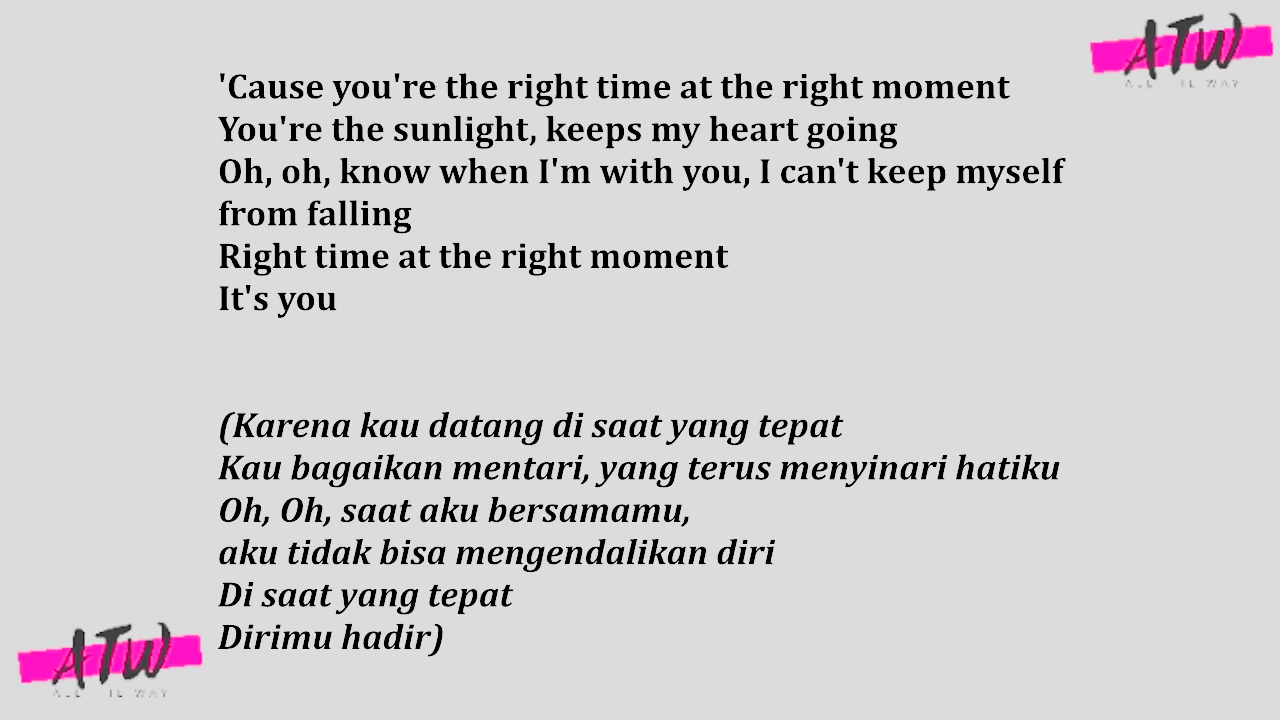 ATW
'Cause you're the right time at the right moment
You're the sunlight, keeps my heart going
Oh, oh, know when I'm with you, I can't keep myself
from falling
Right time at the right moment
It's you
(Karena kau datang di saat yang tepat
Kau bagaikan mentari, yang terus menyinari hatiku
Oh, Oh, saat aku bersamamu,
aku tidak bisa mengendalikan diri
Di saat yang tepat
Dirimu hadir)
ATW